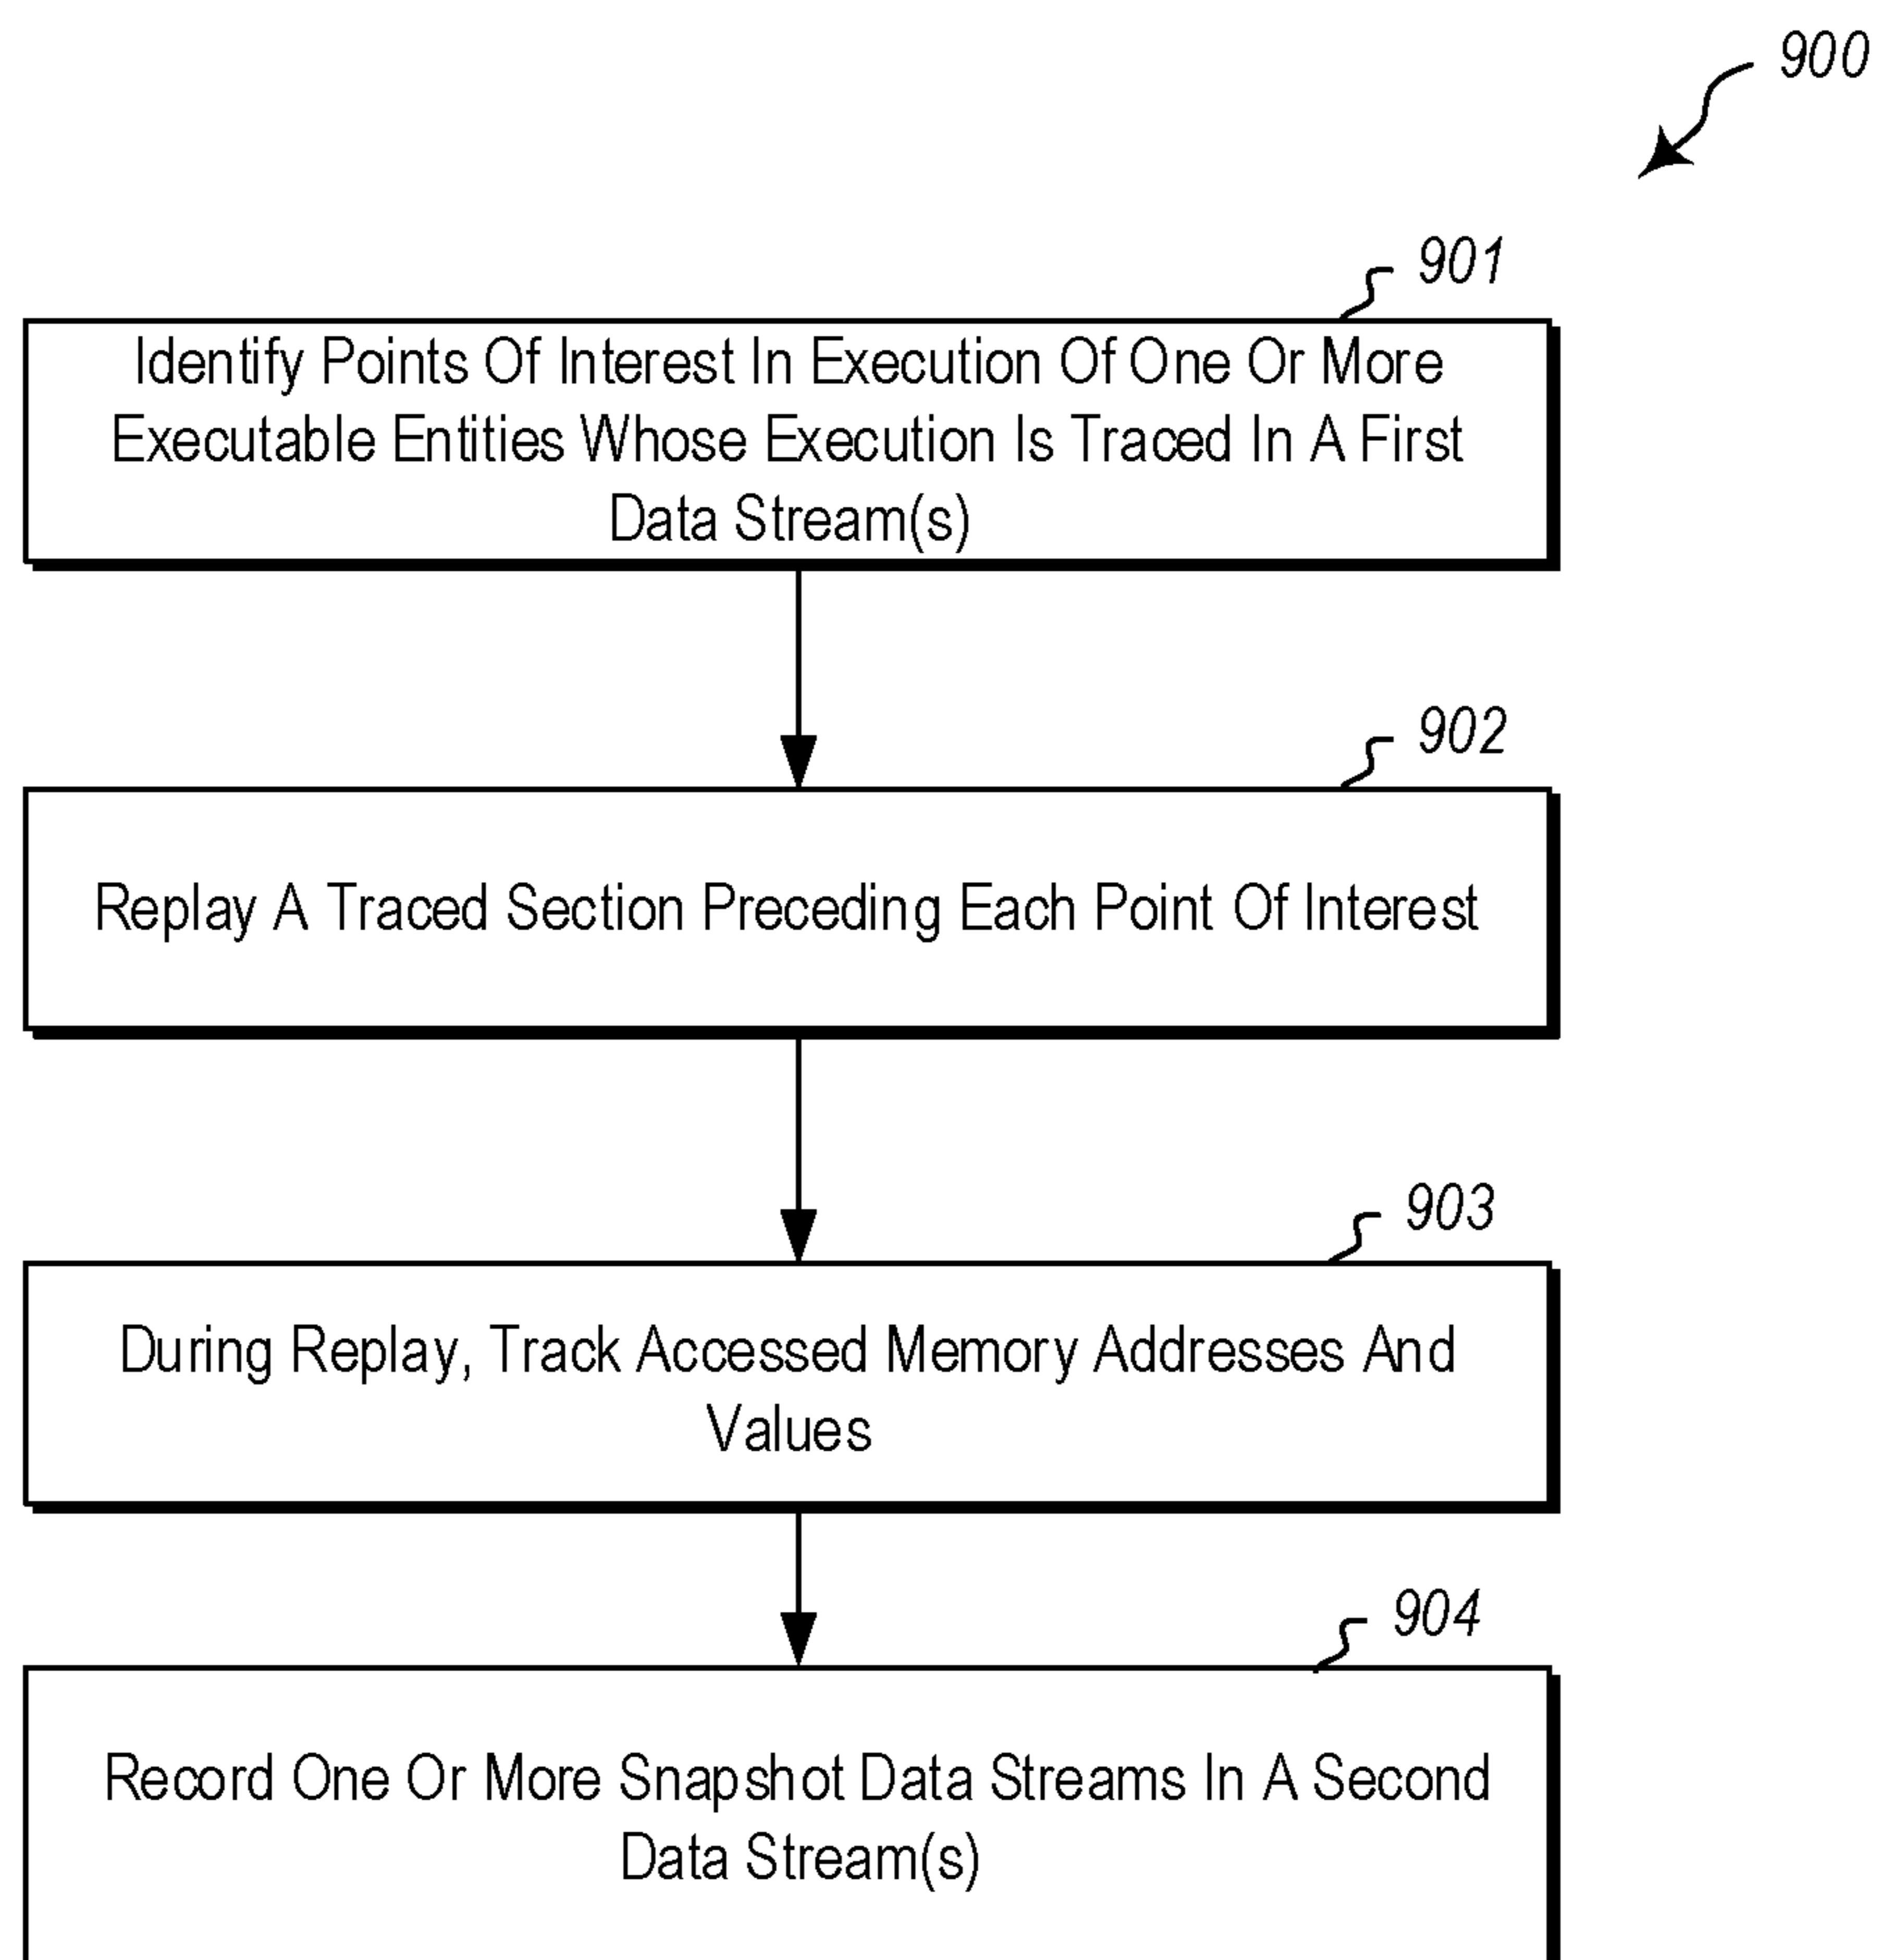 900
901
Identify Points Of Interest In Execution Of One Or More
Executable Entities Whose Execution Is Traced In A First
Data Stream(s)
902
Replay A Traced Section Preceding Each Point Of Interest
903
During Replay, Track Accessed Memory Addresses And
Values
904
Record One Or More Snapshot Data Streams In A Second
Data Stream(s)